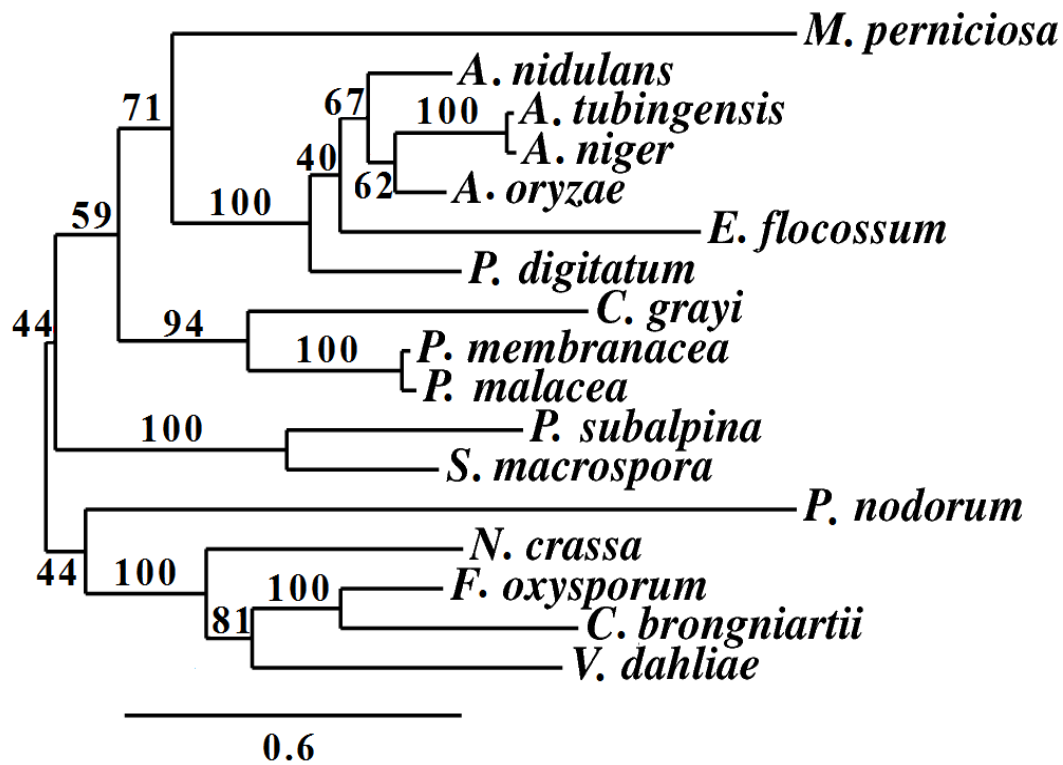 M. perniciosa
A. nidulans
67
100
A. tubingensis
71
A. niger
40
62
A. oryzae
100
59
E. flocossum
P. digitatum
C. grayi
44
94
100
P. membranacea
P. malacea
100
P. subalpina
S. macrospora
P. nodorum
N. crassa
44
100
100
F. oxysporum
81
C. brongniartii
V. dahliae
0.6